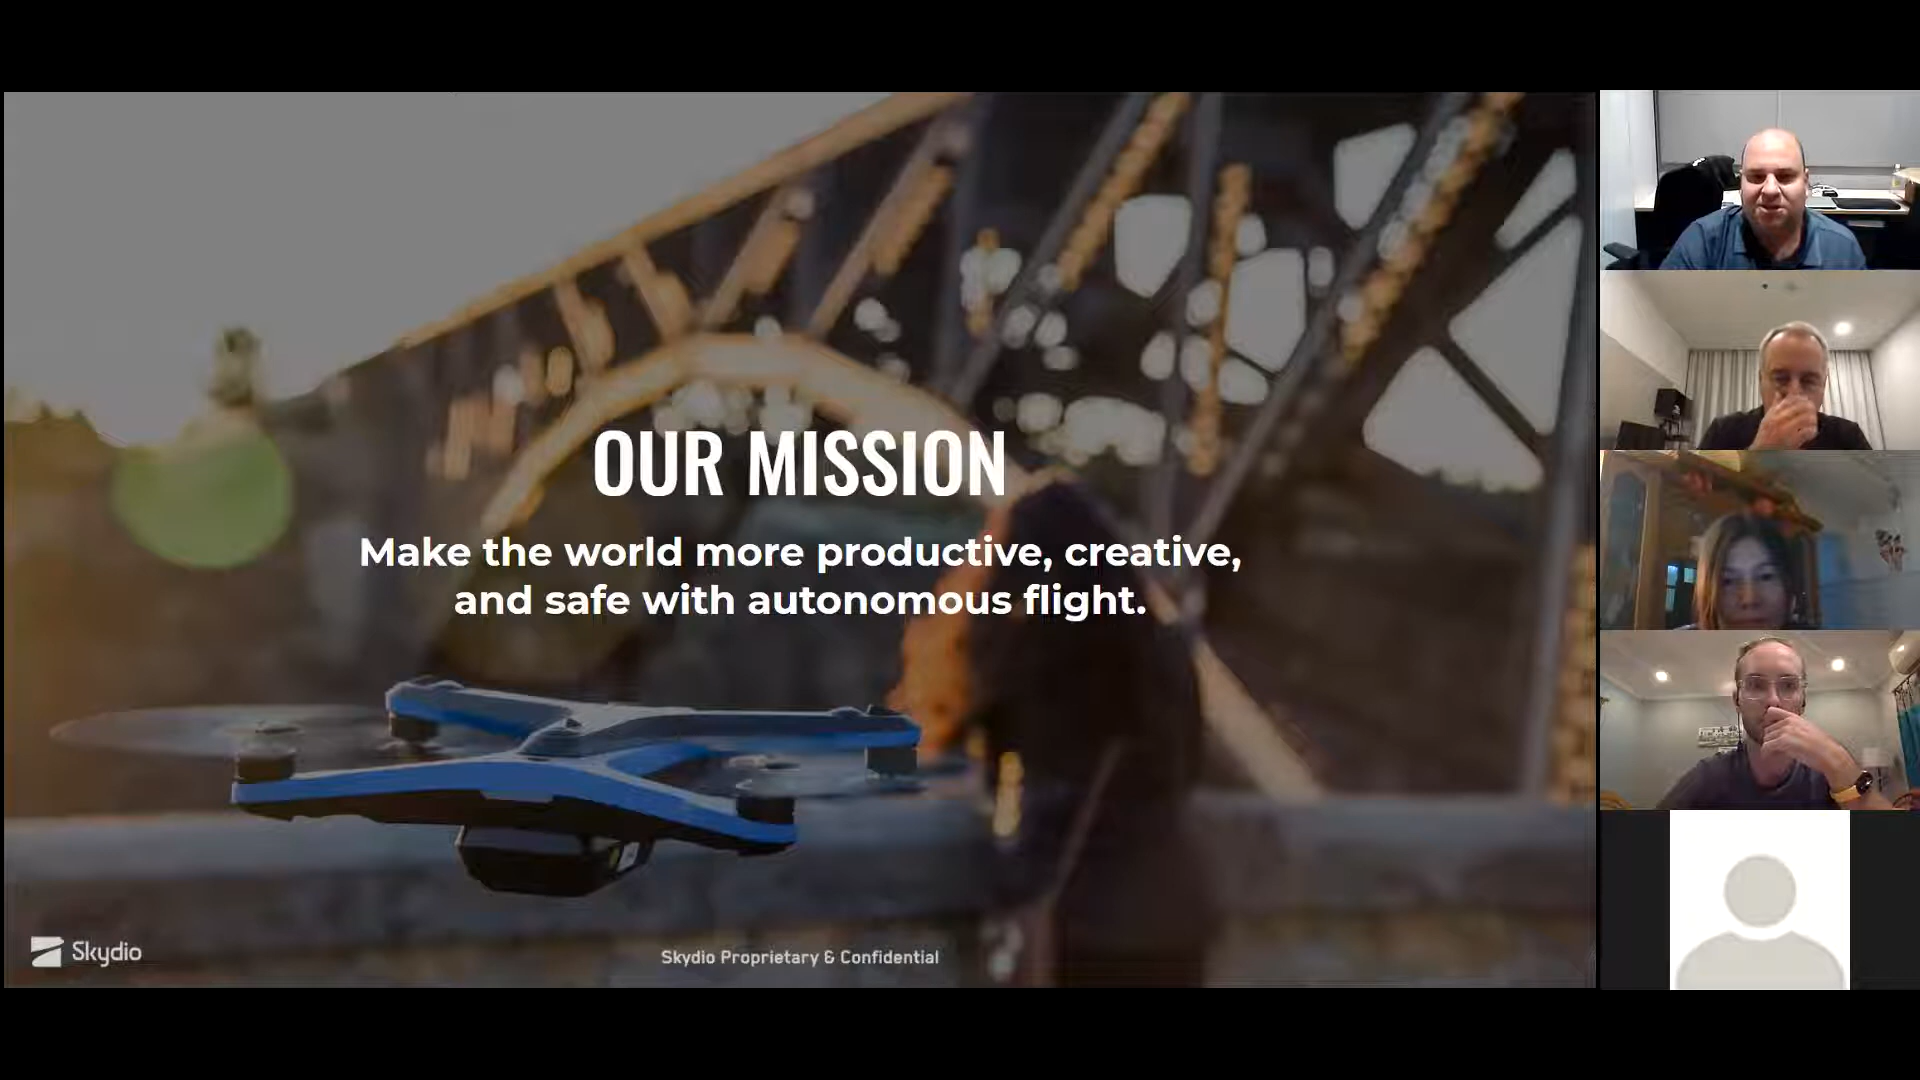 OUR MISSION
Make the world more productive, creative,
and safe with autonomous flight.
Skydio
Skydio Proprietary & Confidential